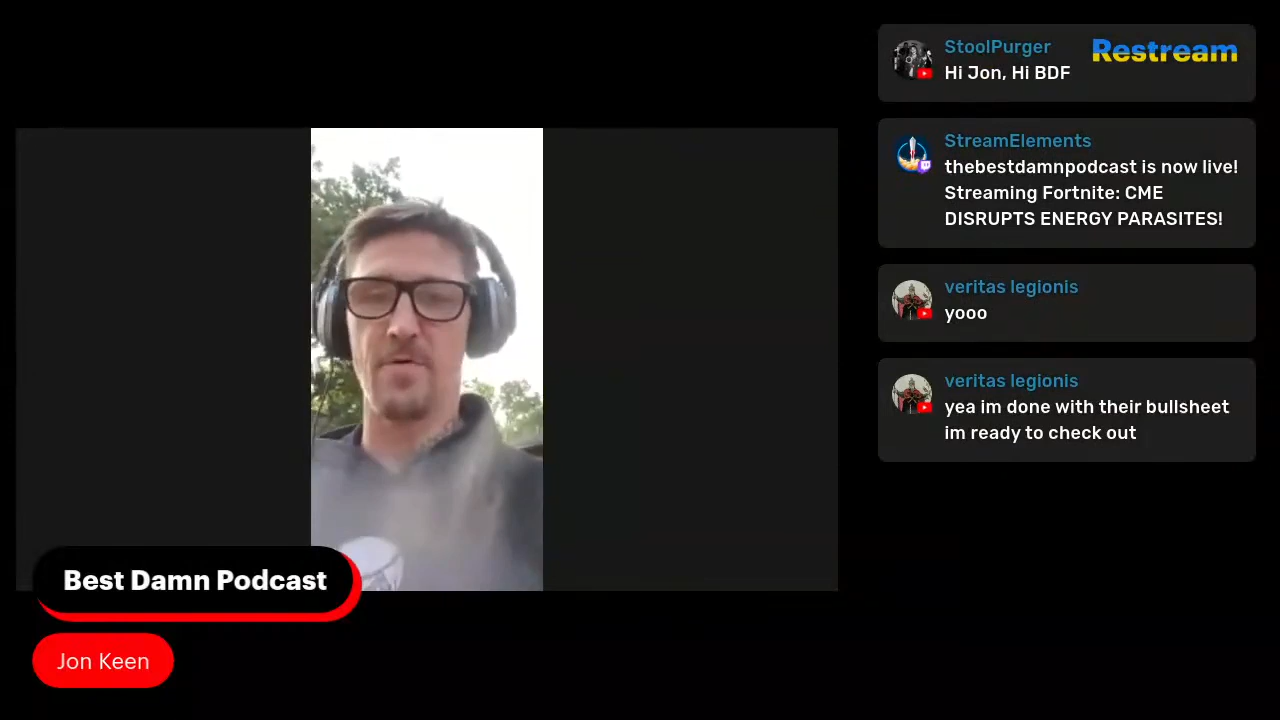 StoolPurger
Restream
Hi Jon, Hi BDF
StreamElements
thebestdamnpodcast is now live!
Streaming Fortnite: CME
DISRUPTS ENERGY PARASITES!
veritas legionis
yooo
veritas legionis
yea im done with their bullsheet
im ready to check out
Best Damn Podcast
Jon Keen